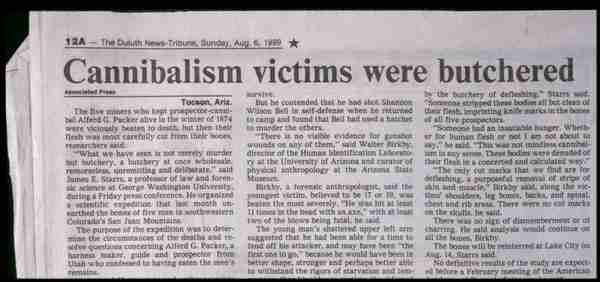 12A — The Duluth News-Tribune, Sunday, Aug. 6, 1989 ★
Cannibalism victims were butchered
Associated Press
Tucson, Ariz.
The five miners who kept prospector-canni-
bal Alferd G. Packer alive in the winter of 1874
were viciously beaten to death, but then their
flesh was most carefully cut from their bones,
researchers said.
"What we have seen is not merely murder
but butchery, a butchery at once wholesale,
remorseless, unremitting and deliberate," said
James E. Starrs, a professor of law and foren-
sic science at George Washington University,
during a Friday press conference. He organized
a scientific expedition that last month un-
earthed the bones of five men in southwestern
Colorado's San Juan Mountains.
The purpose of the expedition was to deter-
mine the circumstances of the deaths and re-
solve questions concerning Alferd G. Packer, a
harness maker, guide and prospector from
Utah who confessed to having eaten the men's
remains.
survive.
But he contended that he had shot Shannon
Wilson Bell in self-defense when he returned
to camp and found that Bell had used a hatchet
to murder the others.
"There is no visible evidence for gunshot
wounds on any of them," said Walter Birkby,
director of the Human Identification Laborato-
ry at the University of Arizona and curator of
physical anthropology at the Arizona State
Museum.
Birkby, a forensic anthropologist, said the
youngest victim, believed to be 17 or 18, was
beaten the most severely. "He was hit at least
11 times in the head with an axe," with at least
two of the blows being fatal, he said.
The young man's shattered upper left arm
suggested that he had been able for a time to
fend off his attacker, and may have been "the
first one to go," because he would have been in
better shape, stronger and perhaps better able
to withstand the rigors of starvation and
by the butchery of defleshing," Starrs said.
"Someone stripped these bodies all but clean of
their flesh, imprinting knife marks in the bones
of all five prospectors.
"Someone had an insatiable hunger. Wheth-
er for human flesh or not I am not about to
say," he said. "This was not mindless cannibal-
ism in any sense. These bodies were denuded of
their flesh in a concerted and calculated way."
"The only cut marks that we find are for
defleshing, a purposeful removal of strips of
skin and muscle," Birkby said, along the vic-
tims' shoulders, leg bones, backs, and spinal,
chest and rib areas. "There were no cut marks
on the skulls, he said.
There was no sign of dismemberment or of
charring. He said analysis would continue on
all the bones, Birkby.
The bones will be reinterred at Lake City on
Aug. 14, Starrs said.
No definitive results of the study are expect-
ed before a February meeting of the American